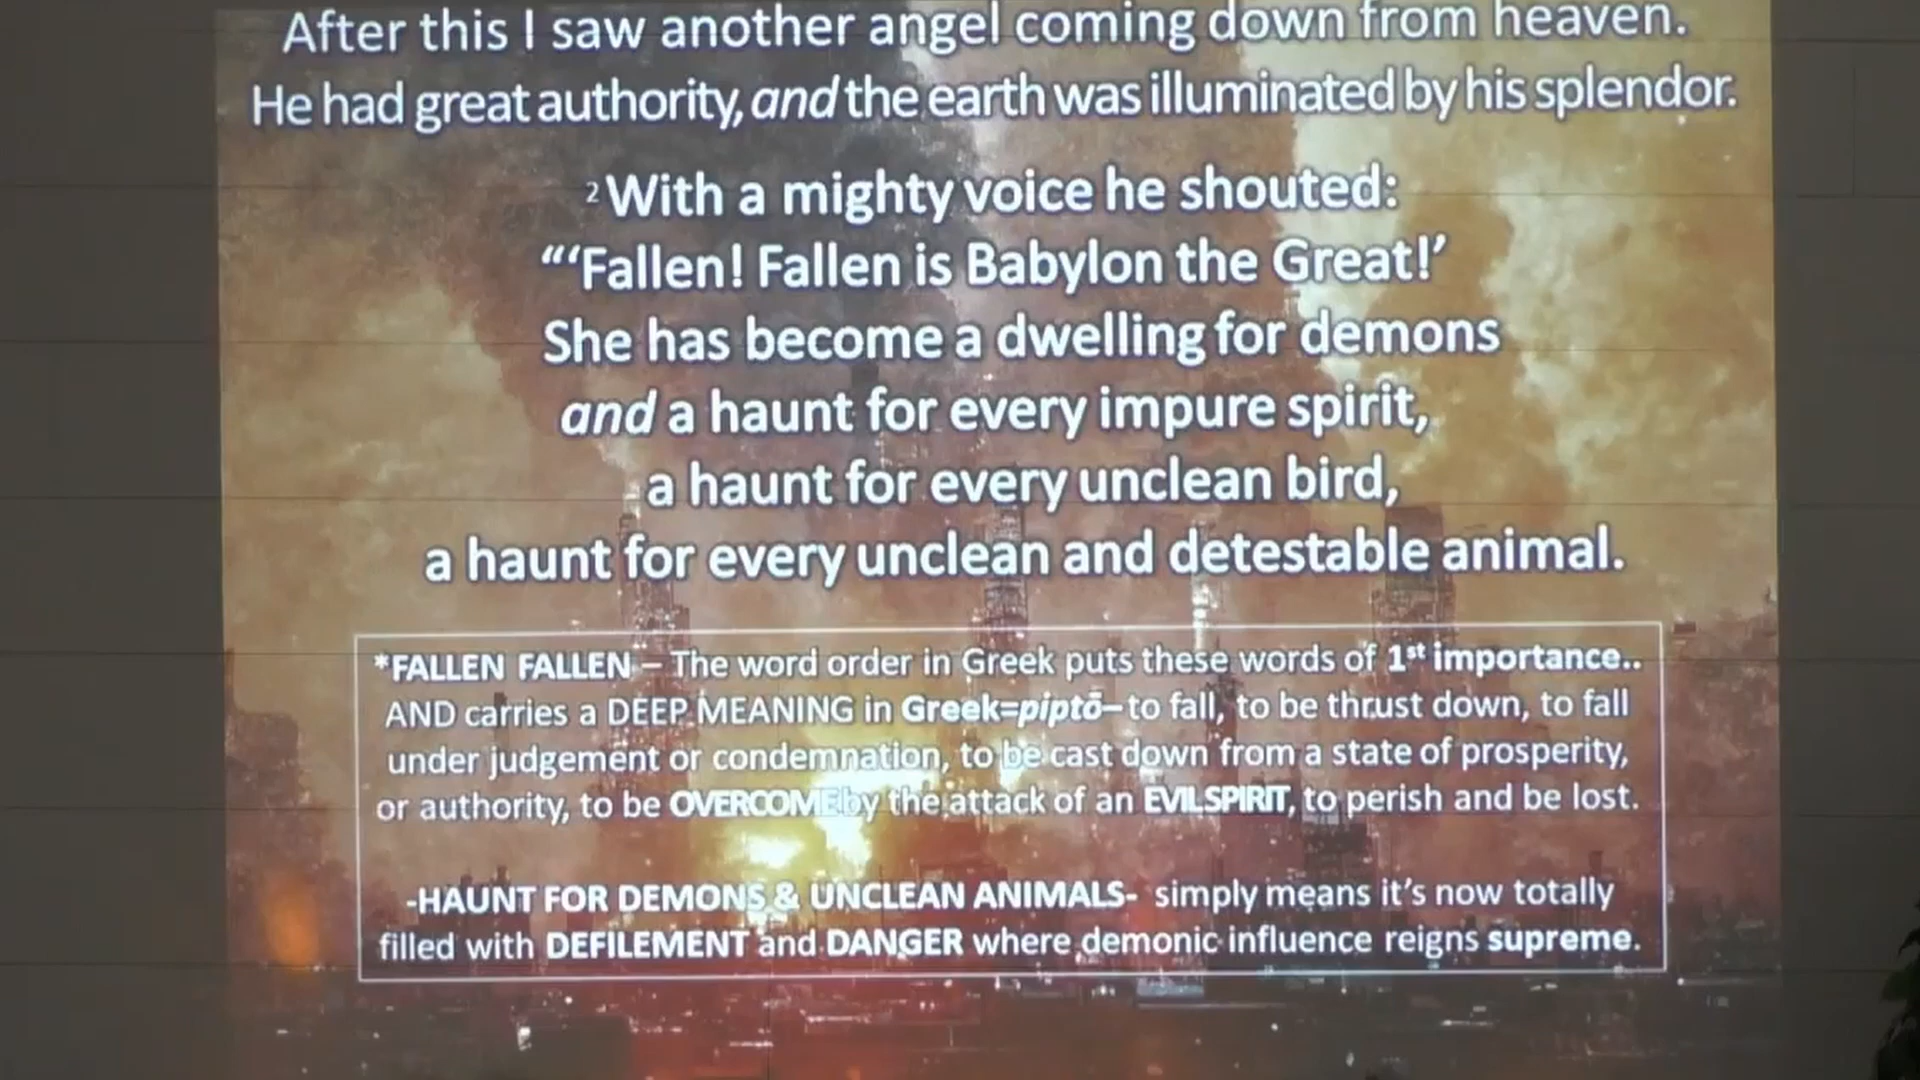 After this I saw another angel coming down from heaven.
He had great authority, and the earth was illuminated by his splendor.
2 With a mighty voice he shouted:
“‘Fallen! Fallen is Babylon the Great!’
She has become a dwelling for demons
and a haunt for every impure spirit,
a haunt for every unclean bird,
a haunt for every unclean and detestable animal.
*FALLEN FALLEN – The word order in Greek puts these words of 1st importance..
AND carries a DEEP MEANING in Greek=piptō– to fall, to be thrust down, to fall
under judgement or condemnation, to be cast down from a state of prosperity,
or authority, to be OVERCOME by the attack of an EVIL SPIRIT, to perish and be lost.
-HAUNT FOR DEMONS & UNCLEAN ANIMALS- simply means it’s now totally
filled with DEFILEMENT and DANGER where demonic influence reigns supreme.